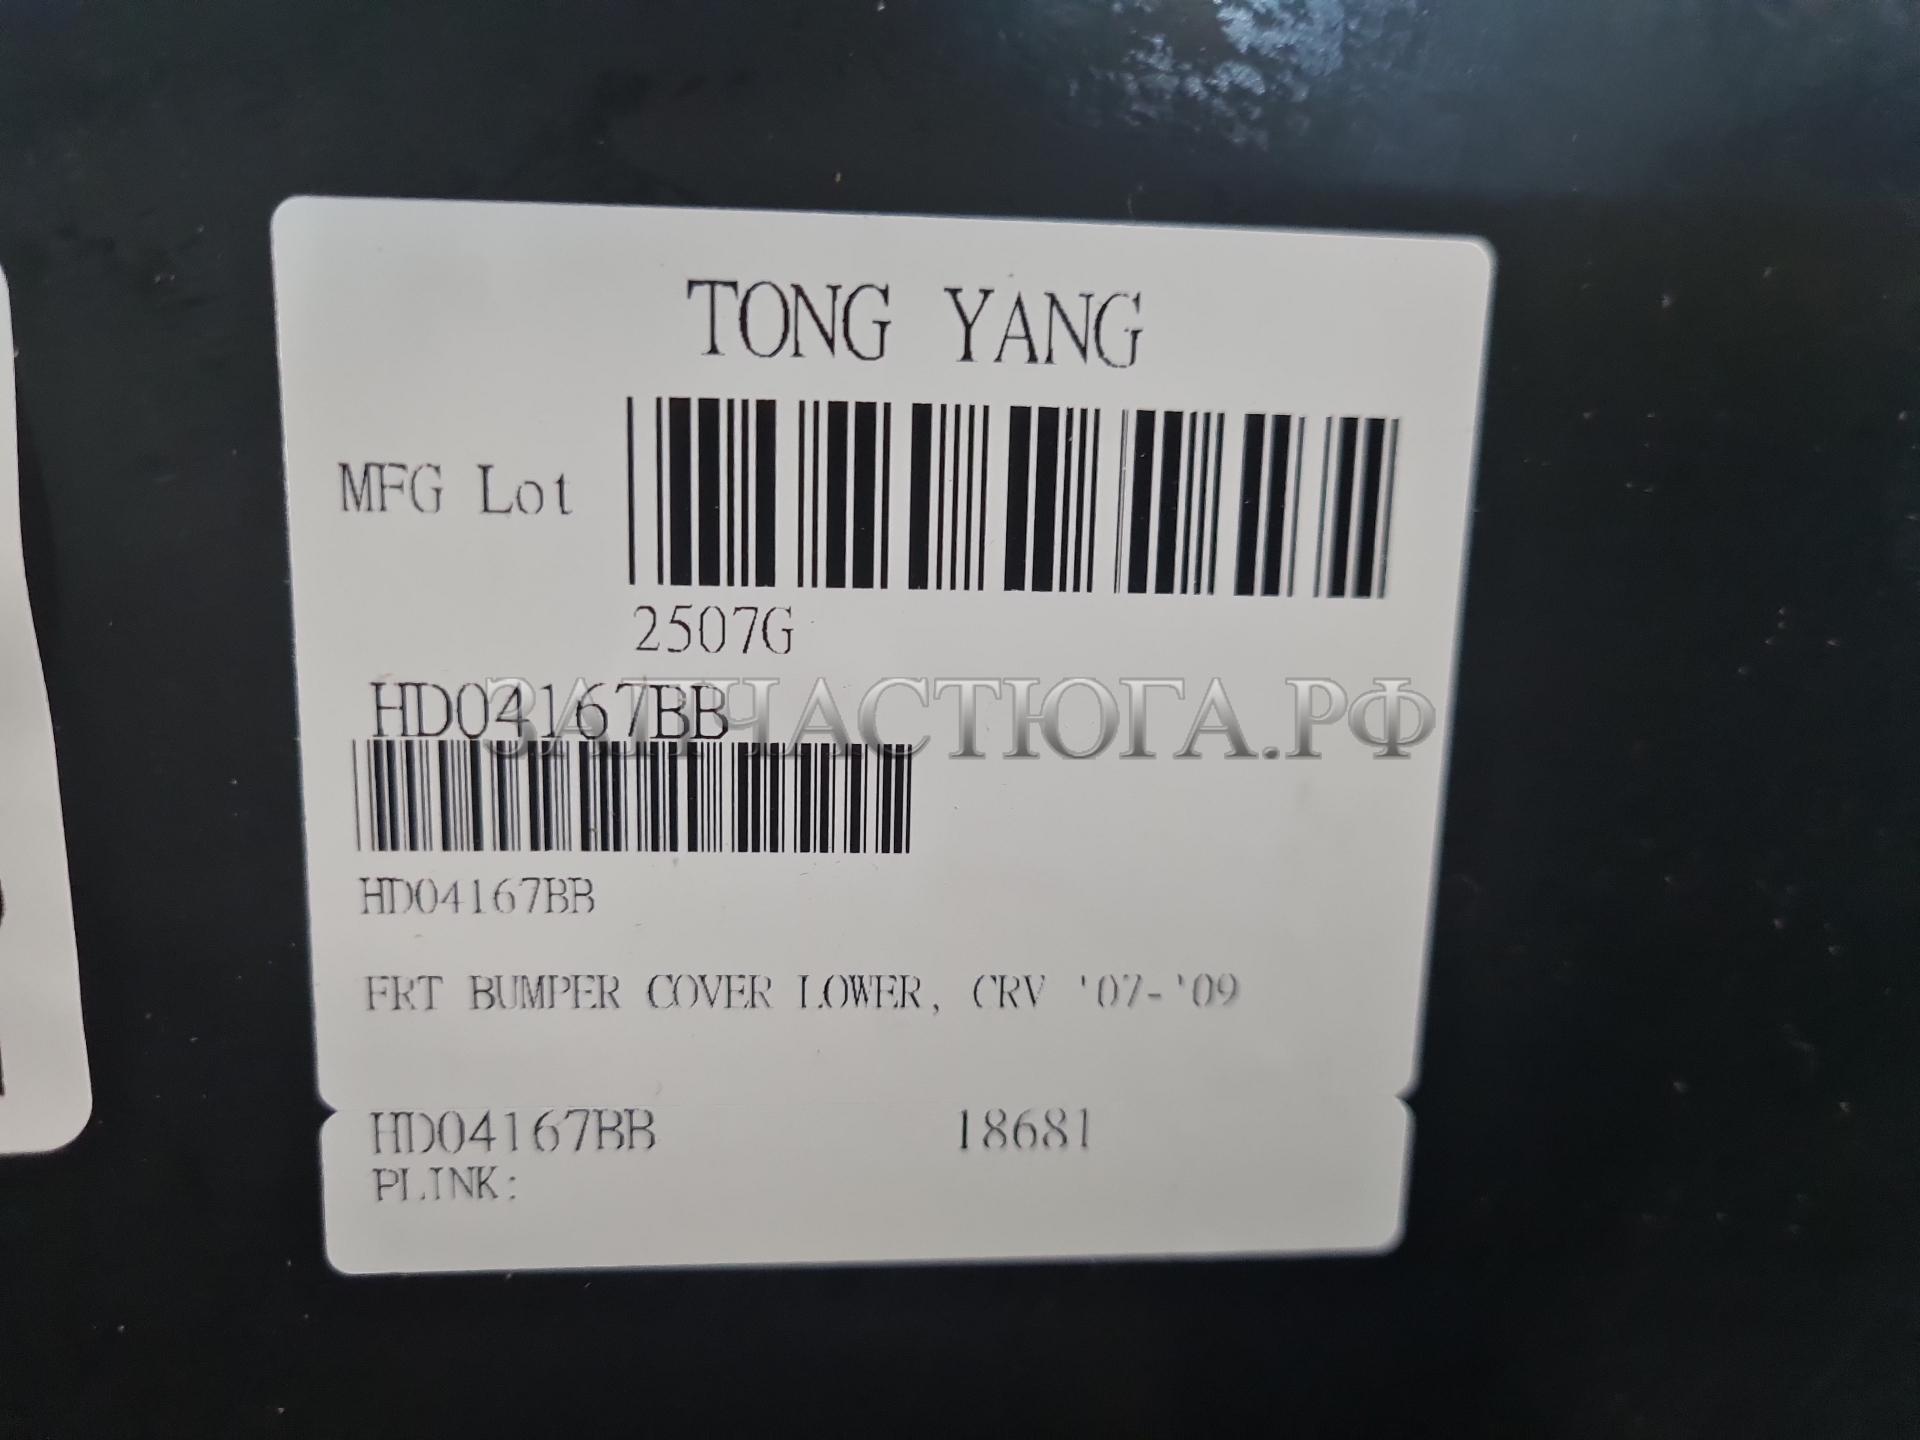 TONG YANG
MFG Lot
2507G
HD04167BB
ЗАПЧАСТЮГА.РФ
HD04167BB
FRT BUMPER COVER LOWER, CRV '07-'09
HD04167BB 18681
PLINK: